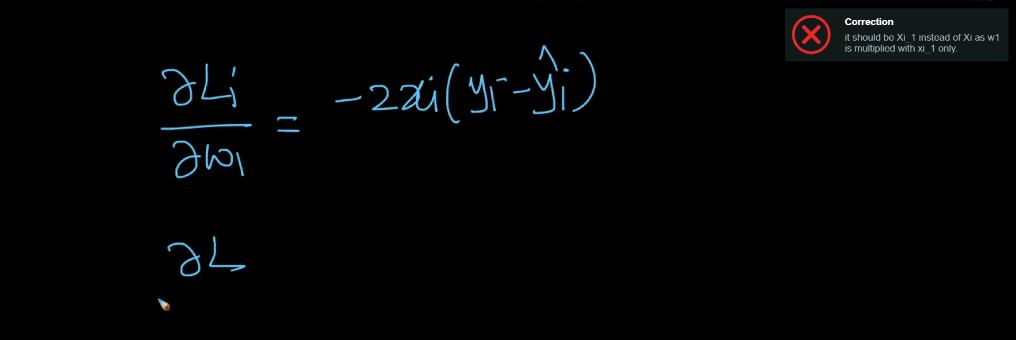 Correction
it should be Xi_1 instead of Xi as w1
is multiplied with xi_1 only.
∂Li
∂w1
= -2xi(yi - ŷi)
∂L